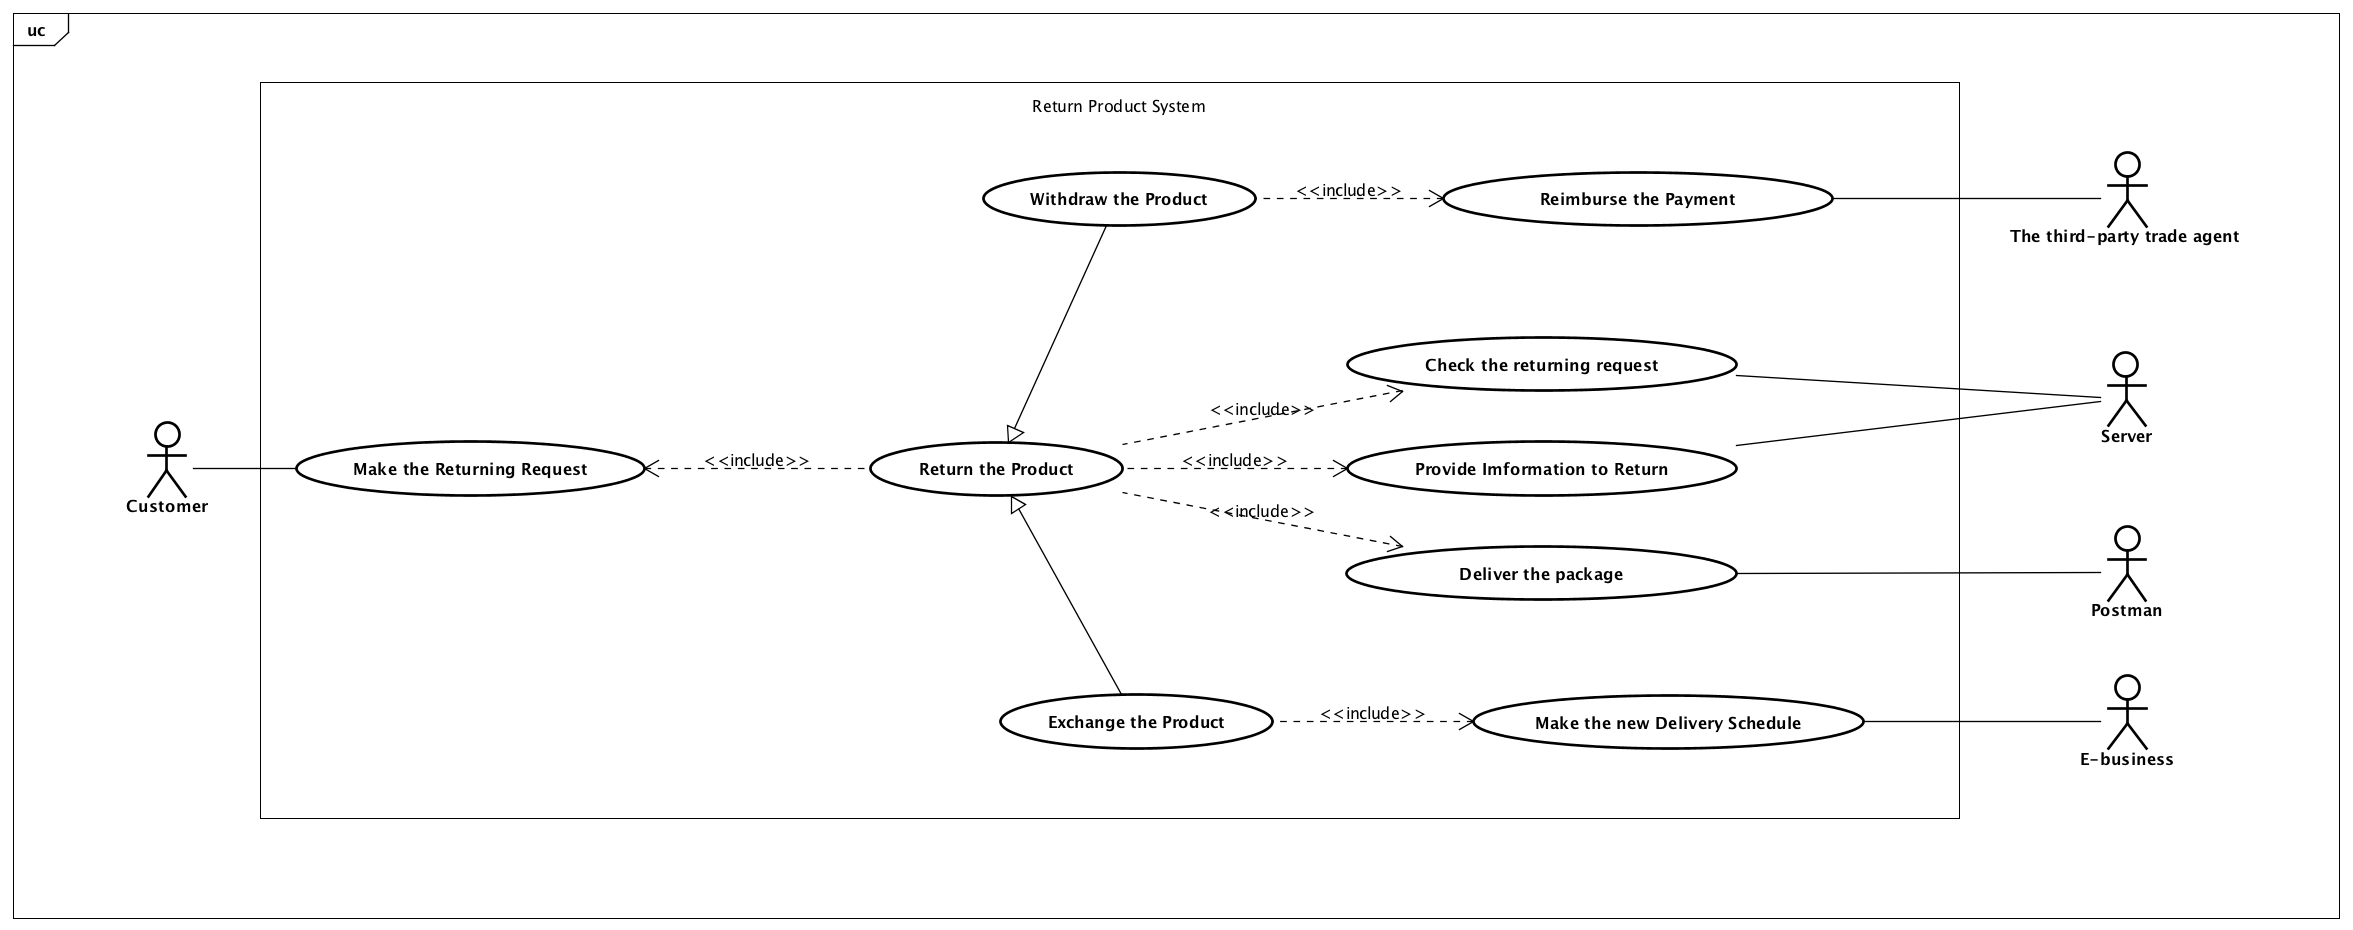 uc
Return Product System
Withdraw the Product
<<include>>
Reimburse the Payment
The third-party trade agent
Check the returning request
<<include>>
Server
Customer
Make the Returning Request
<<include>>
Return the Product
<<include>>
Provide Imformation to Return
<<include>>
Deliver the package
Postman
Exchange the Product
<<include>>
Make the new Delivery Schedule
E-business